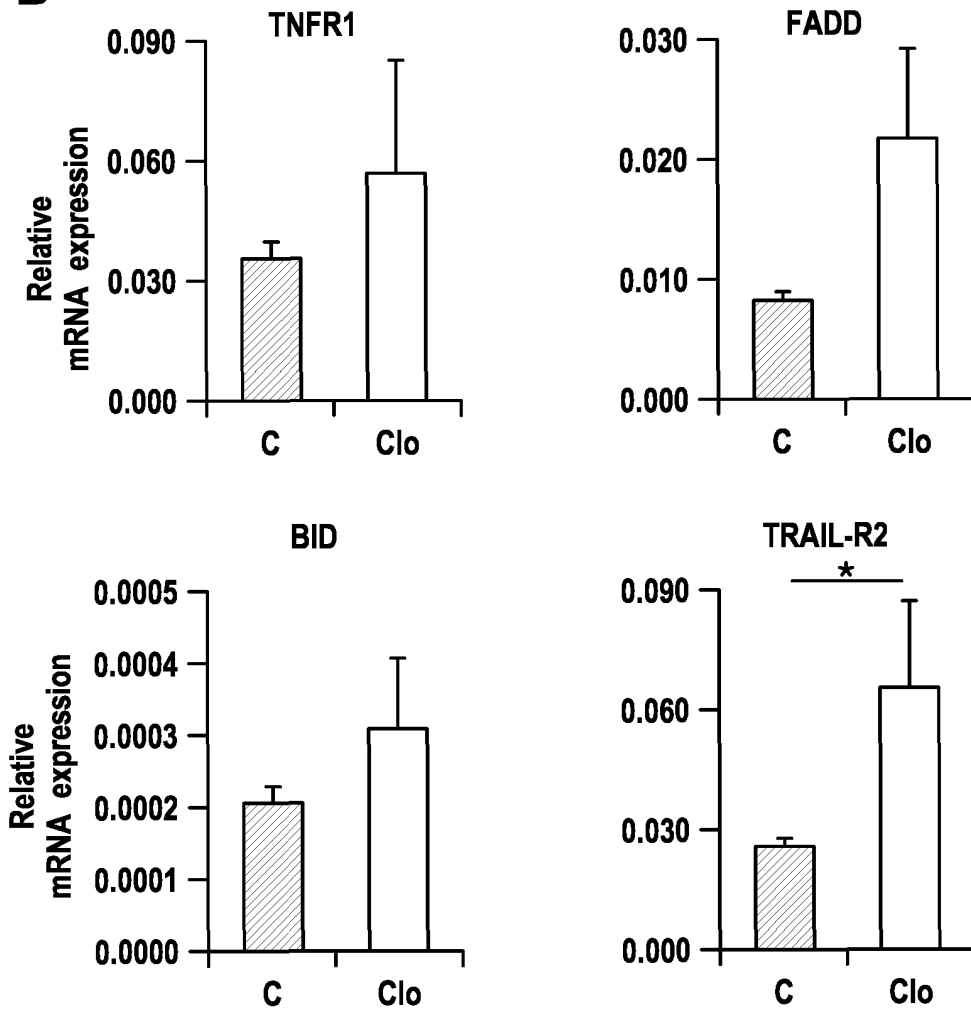 TNFR1
0.090
0.060
0.030
0.000
Relative
mRNA expression
C Clo
FADD
0.030
0.020
0.010
0.000
C Clo
BID
0.0005
0.0004
0.0003
0.0002
0.0001
0.0000
Relative
mRNA expression
C Clo
TRAIL-R2
*
0.090
0.060
0.030
0.000
C Clo